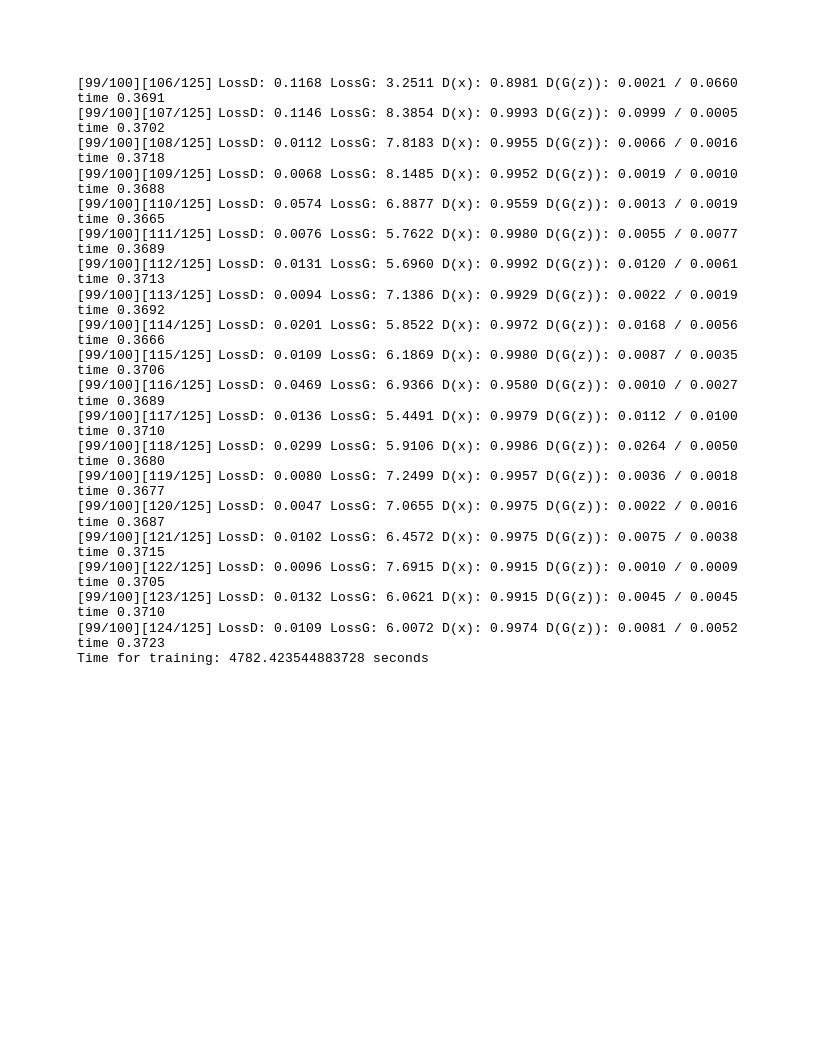 [99/100][106/125] LossD: 0.1168 LossG: 3.2511 D(x): 0.8981 D(G(z)): 0.0021 / 0.0660
time 0.3691
[99/100][107/125] LossD: 0.1146 LossG: 8.3854 D(x): 0.9993 D(G(z)): 0.0999 / 0.0005
time 0.3702
[99/100][108/125] LossD: 0.0112 LossG: 7.8183 D(x): 0.9955 D(G(z)): 0.0066 / 0.0016
time 0.3718
[99/100][109/125] LossD: 0.0068 LossG: 8.1485 D(x): 0.9952 D(G(z)): 0.0019 / 0.0010
time 0.3688
[99/100][110/125] LossD: 0.0574 LossG: 6.8877 D(x): 0.9559 D(G(z)): 0.0013 / 0.0019
time 0.3665
[99/100][111/125] LossD: 0.0076 LossG: 5.7622 D(x): 0.9980 D(G(z)): 0.0055 / 0.0077
time 0.3689
[99/100][112/125] LossD: 0.0131 LossG: 5.6960 D(x): 0.9992 D(G(z)): 0.0120 / 0.0061
time 0.3713
[99/100][113/125] LossD: 0.0094 LossG: 7.1386 D(x): 0.9929 D(G(z)): 0.0022 / 0.0019
time 0.3692
[99/100][114/125] LossD: 0.0201 LossG: 5.8522 D(x): 0.9972 D(G(z)): 0.0168 / 0.0056
time 0.3666
[99/100][115/125] LossD: 0.0109 LossG: 6.1869 D(x): 0.9980 D(G(z)): 0.0087 / 0.0035
time 0.3706
[99/100][116/125] LossD: 0.0469 LossG: 6.9366 D(x): 0.9580 D(G(z)): 0.0010 / 0.0027
time 0.3689
[99/100][117/125] LossD: 0.0136 LossG: 5.4491 D(x): 0.9979 D(G(z)): 0.0112 / 0.0100
time 0.3710
[99/100][118/125] LossD: 0.0299 LossG: 5.9106 D(x): 0.9986 D(G(z)): 0.0264 / 0.0050
time 0.3680
[99/100][119/125] LossD: 0.0080 LossG: 7.2499 D(x): 0.9957 D(G(z)): 0.0036 / 0.0018
time 0.3677
[99/100][120/125] LossD: 0.0047 LossG: 7.0655 D(x): 0.9975 D(G(z)): 0.0022 / 0.0016
time 0.3687
[99/100][121/125] LossD: 0.0102 LossG: 6.4572 D(x): 0.9975 D(G(z)): 0.0075 / 0.0038
time 0.3715
[99/100][122/125] LossD: 0.0096 LossG: 7.6915 D(x): 0.9915 D(G(z)): 0.0010 / 0.0009
time 0.3705
[99/100][123/125] LossD: 0.0132 LossG: 6.0621 D(x): 0.9915 D(G(z)): 0.0045 / 0.0045
time 0.3710
[99/100][124/125] LossD: 0.0109 LossG: 6.0072 D(x): 0.9974 D(G(z)): 0.0081 / 0.0052
time 0.3723
Time for training: 4782.423544883728 seconds